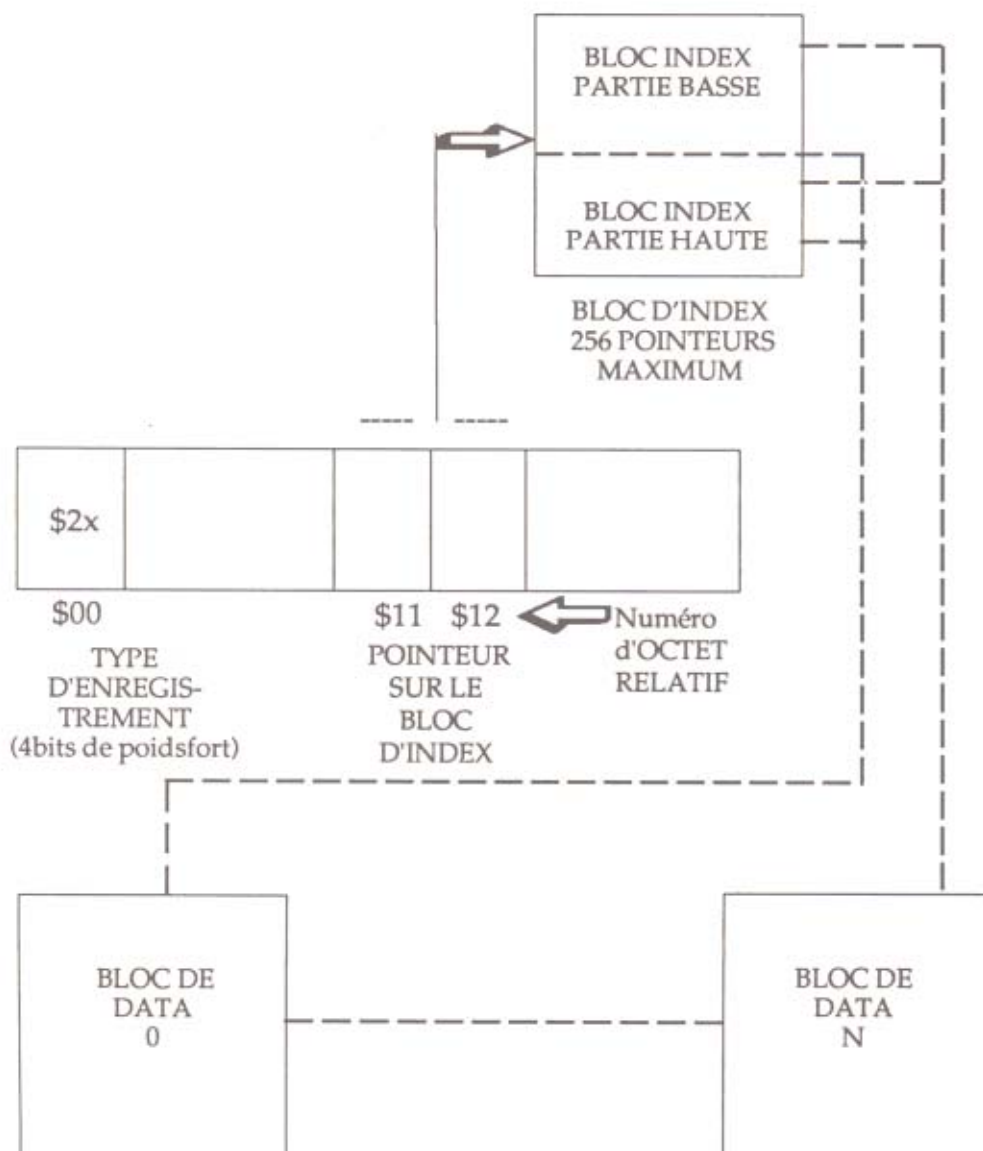 BLOC INDEX
PARTIE BASSE
BLOC INDEX
PARTIE HAUTE
BLOC D'INDEX
256 POINTEURS
MAXIMUM
$2x
$00
TYPE
D'ENREGIS-
TREMENT
(4bits de poidsfort)
$11
$12
POINTEUR
SUR LE
BLOC
D'INDEX
Numéro
d'OCTET
RELATIF
BLOC DE
DATA
0
BLOC DE
DATA
N